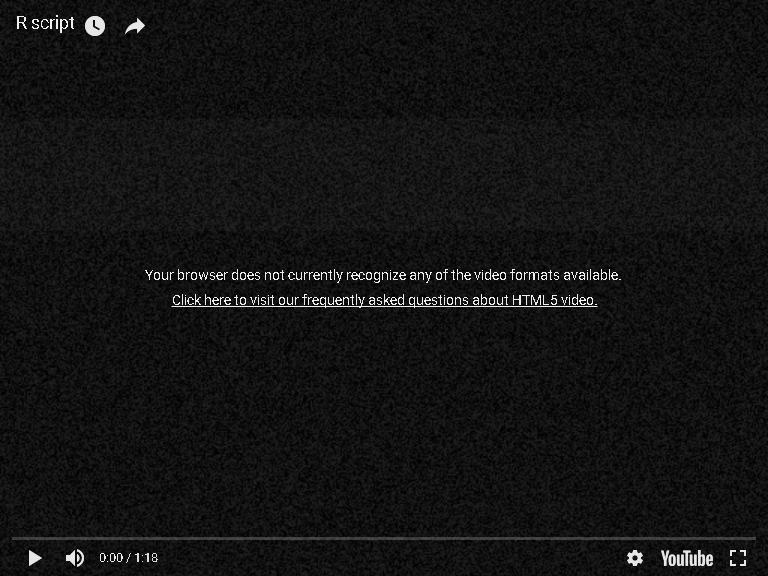 R script
Your browser does not currently recognize any of the video formats available.
Click here to visit our frequently asked questions about HTML5 video.
0:00 / 1:18
YouTube